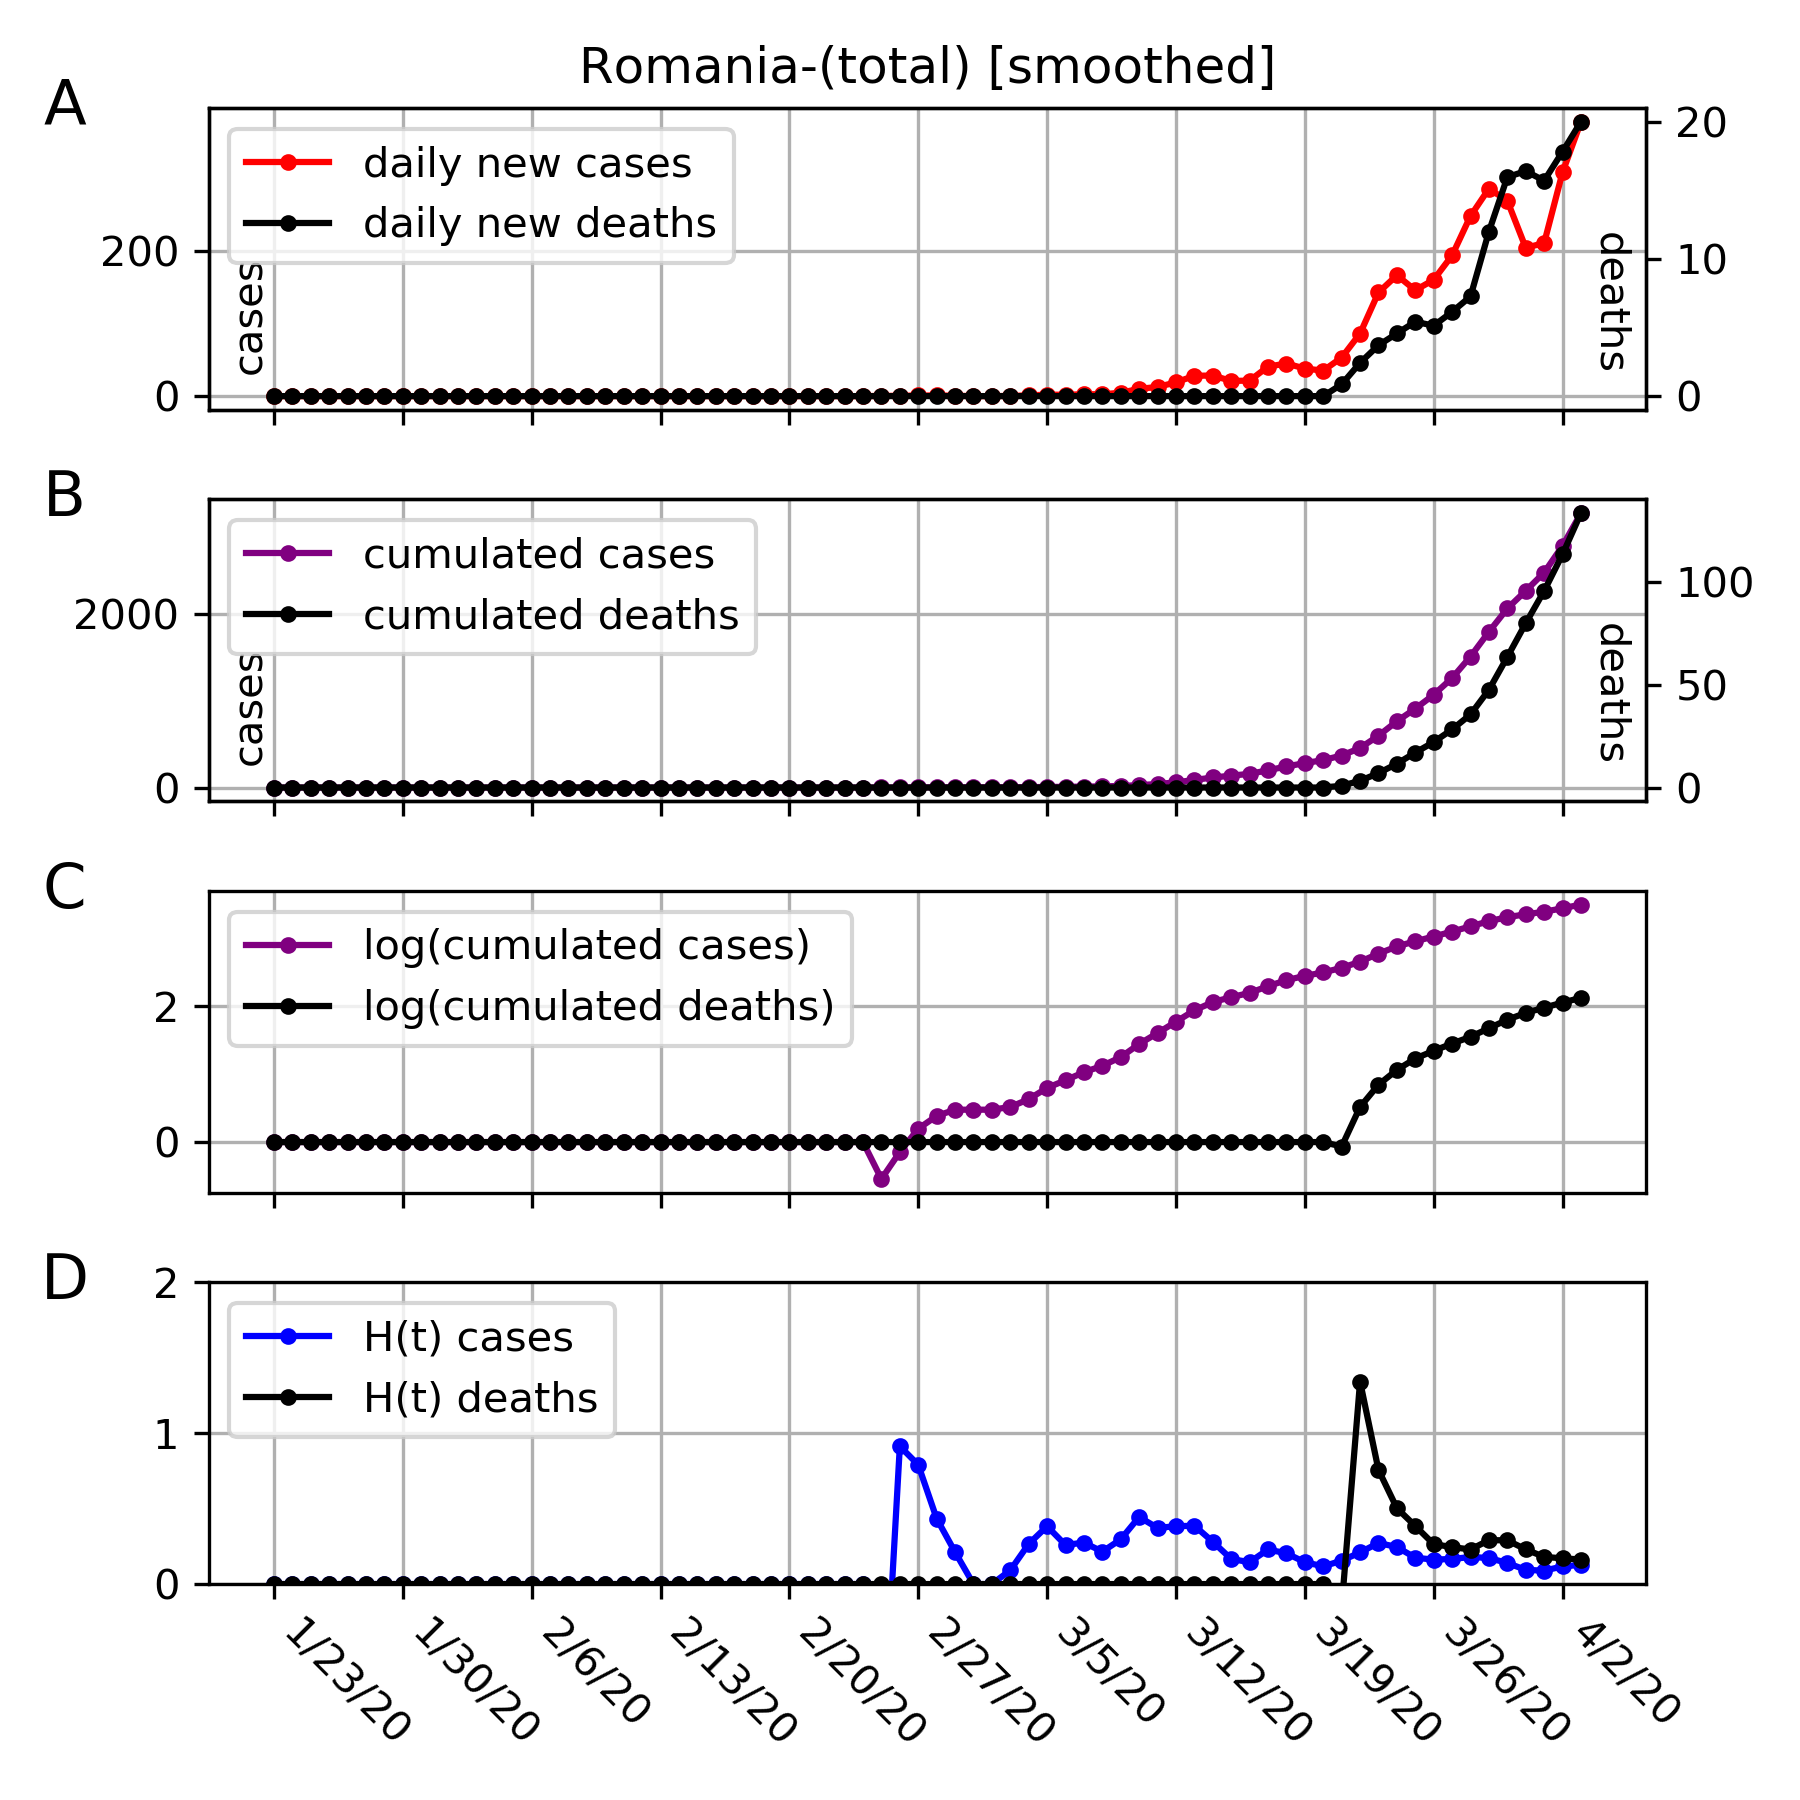 Romania-(total) [smoothed]
A
daily new cases
daily new deaths
200
0
cases
20
10
0
deaths
B
cumulated cases
cumulated deaths
2000
0
cases
100
50
0
deaths
C
log(cumulated cases)
log(cumulated deaths)
2
0
D
H(t) cases
H(t) deaths
2
1
0
1/23/20
1/30/20
2/6/20
2/13/20
2/20/20
2/27/20
3/5/20
3/12/20
3/19/20
3/26/20
4/2/20